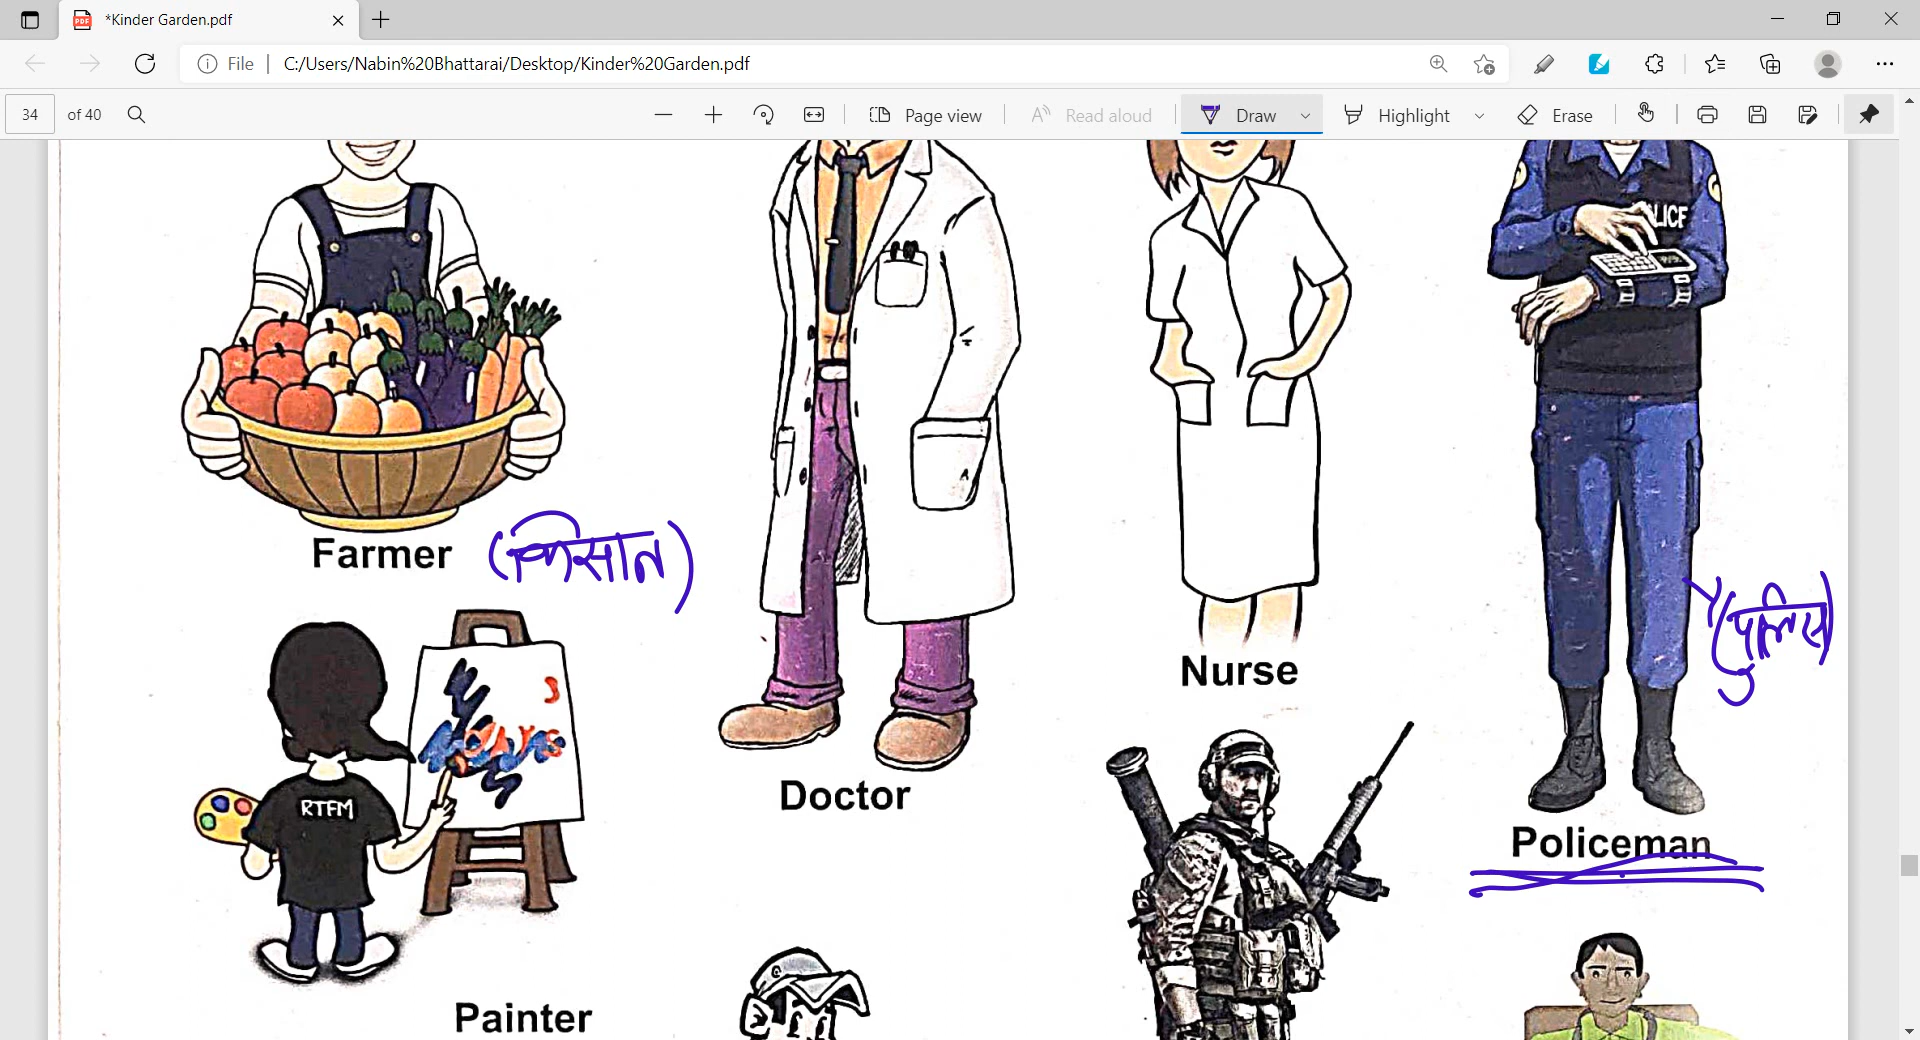 *Kinder Garden.pdf
File | C:/Users/Nabin%20Bhattarai/Desktop/Kinder%20Garden.pdf
34 of 40
Page view
Read aloud
Draw
Highlight
Erase
LICE
Farmer (किसान)
Nurse
(पुलिस)
RTFM
Doctor
Policeman
Painter